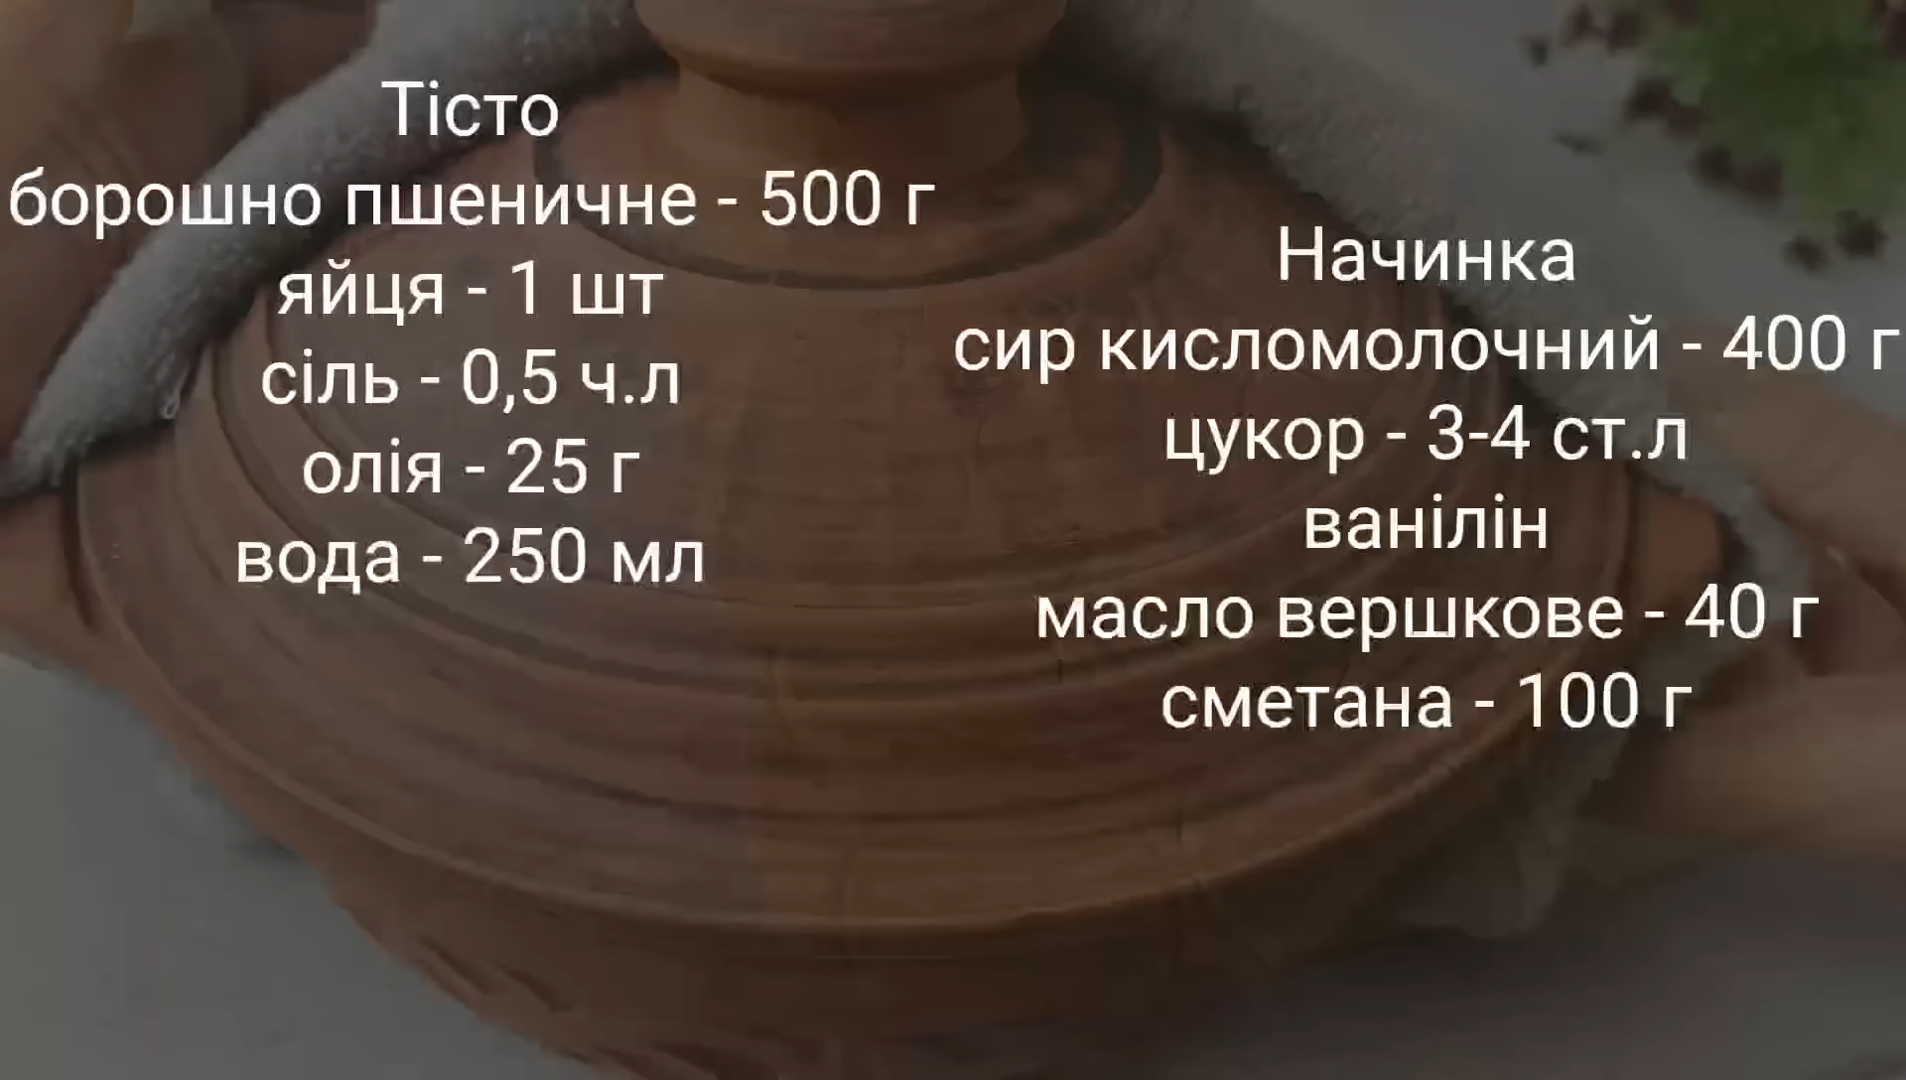 Тісто
борошно пшеничне - 500 г
яйця - 1 шт
сіль - 0,5 ч.л
олія - 25 г
вода - 250 мл
Начинка
сир кисломолочний - 400 г
цукор - 3-4 ст.л
ванілін
масло вершкове - 40 г
сметана - 100 г